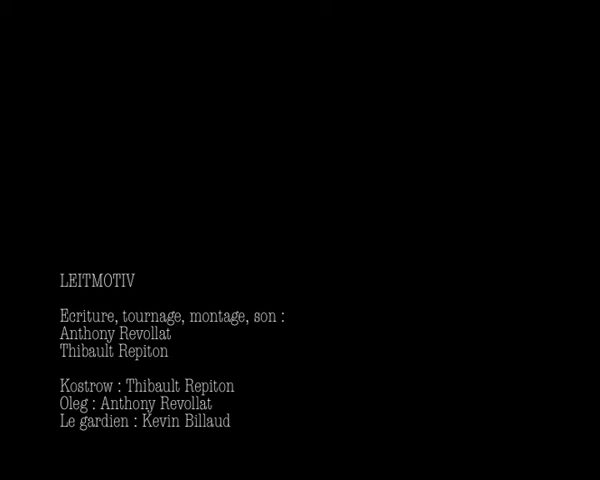 LEITMOTIV
Ecriture, tournage, montage, son :
Anthony Revollat
Thibault Repiton
Kostrow : Thibault Repiton
Oleg : Anthony Revollat
Le gardien : Kevin Billaud